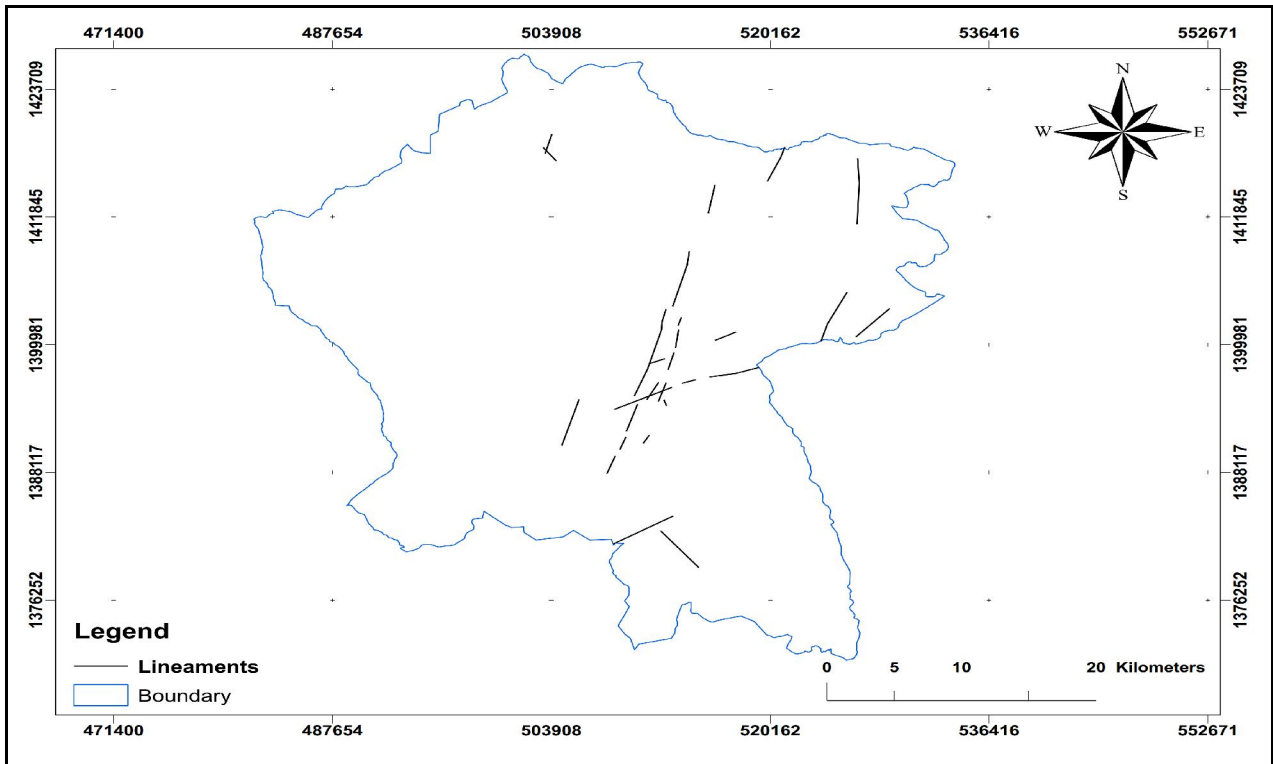 471400 487654 503908 520162 536416 552671
N
W E
S
1423709 1423709
1411845 1411845
1399981 1399981
1388117 1388117
1376252 1376252
Legend
Lineaments
Boundary
0 5 10 20 Kilometers
471400 487654 503908 520162 536416 552671